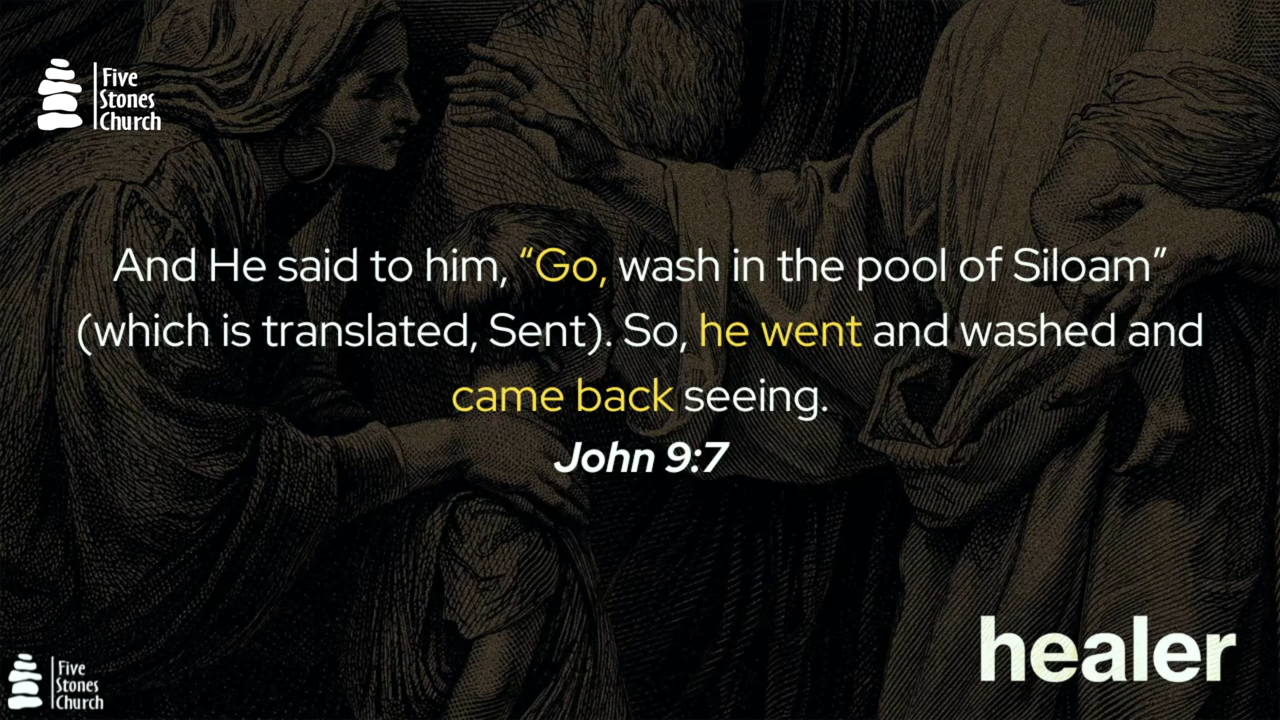 Five
Stones
Church
And He said to him, “Go, wash in the pool of Siloam”
(which is translated, Sent). So, he went and washed and
came back seeing.
John 9:7
healer
Five
Stones
Church